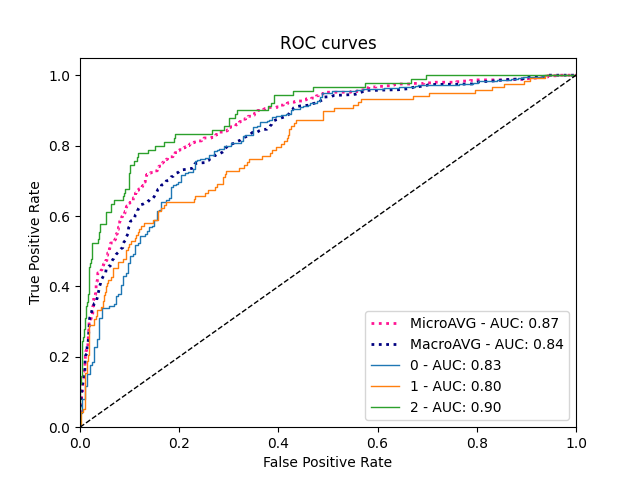 ROC curves
True Positive Rate
1.0
0.8
0.6
0.4
0.2
0.0
0.0 0.2 0.4 0.6 0.8 1.0
False Positive Rate
MicroAVG - AUC: 0.87
MacroAVG - AUC: 0.84
0 - AUC: 0.83
1 - AUC: 0.80
2 - AUC: 0.90